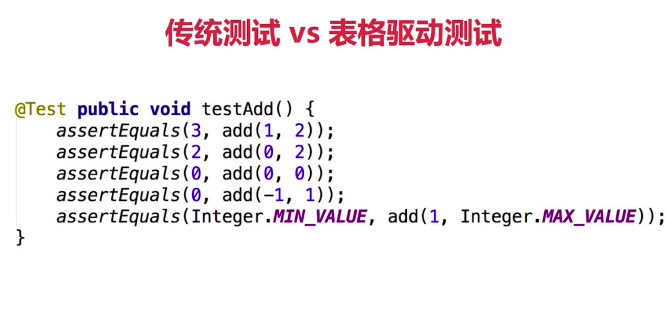 传统测试 vs 表格驱动测试
@Test public void testAdd() {
    assertEquals(3, add(1, 2));
    assertEquals(2, add(0, 2));
    assertEquals(0, add(0, 0));
    assertEquals(0, add(-1, 1));
    assertEquals(Integer.MIN_VALUE, add(1, Integer.MAX_VALUE));
}